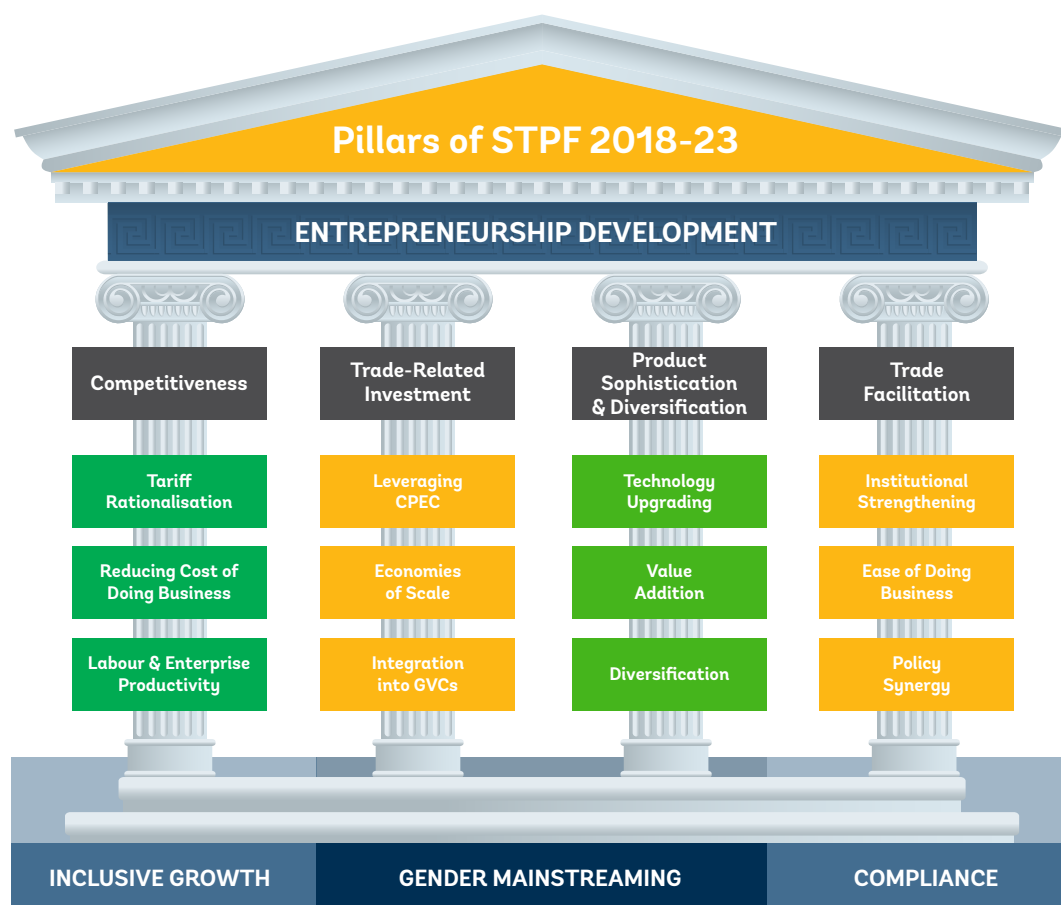 Pillars of STPF 2018-23
ENTREPRENEURSHIP DEVELOPMENT
Competitiveness
Tariff
Rationalisation
Reducing Cost of
Doing Business
Labour & Enterprise
Productivity
Trade-Related
Investment
Leveraging
CPEC
Economies
of Scale
Integration
into GVCs
Product
Sophistication
& Diversification
Technology
Upgrading
Value
Addition
Diversification
Trade
Facilitation
Institutional
Strengthening
Ease of Doing
Business
Policy
Synergy
INCLUSIVE GROWTH
GENDER MAINSTREAMING
COMPLIANCE